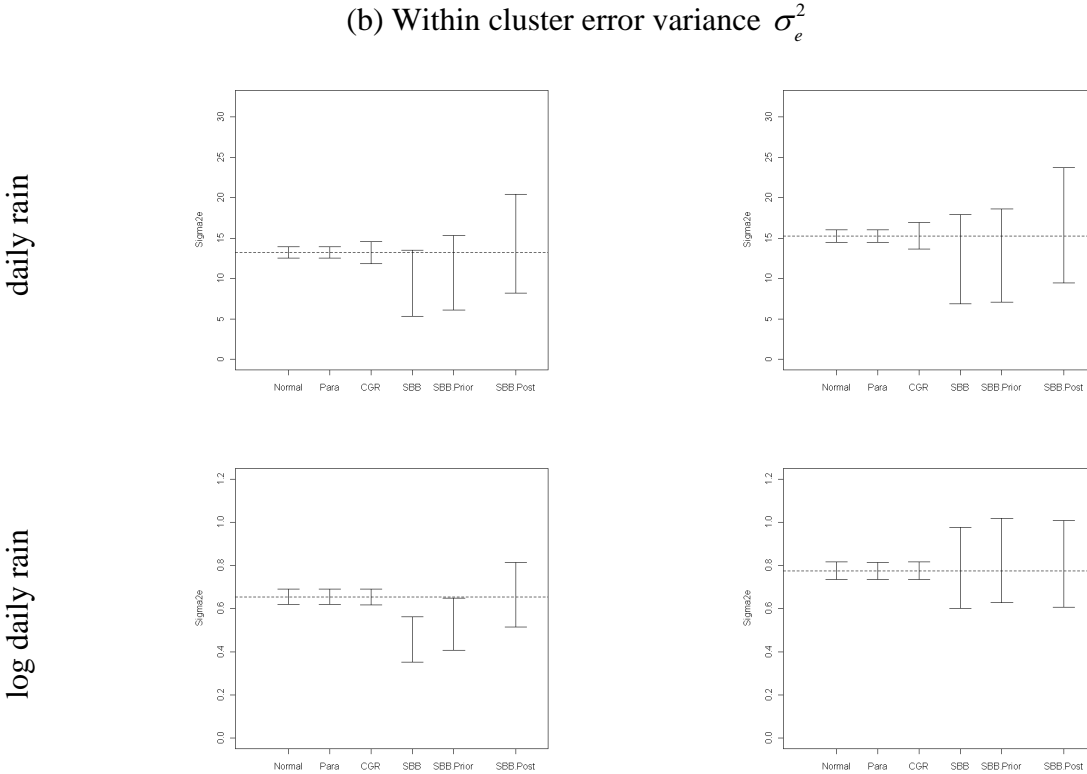 (b) Within cluster error variance σ_e^2
daily rain
Sigma2e
30
25
20
15
10
5
0
Normal Para CGR SBB SBB.Prior SBB.Post
Sigma2e
30
25
20
15
10
5
0
Normal Para CGR SBB SBB.Prior SBB.Post
log daily rain
Sigma2e
1.2
1.0
0.8
0.6
0.4
0.2
0.0
Normal Para CGR SBB SBB.Prior SBB.Post
Sigma2e
1.2
1.0
0.8
0.6
0.4
0.2
0.0
Normal Para CGR SBB SBB.Prior SBB.Post